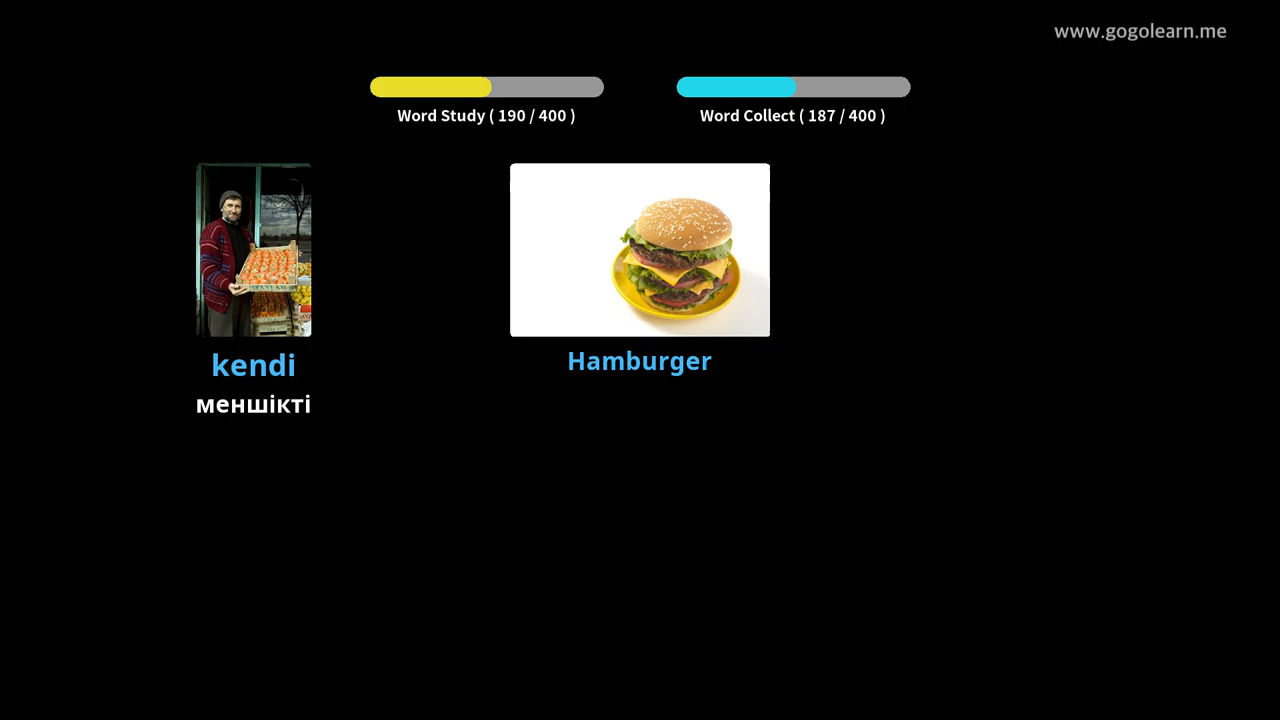 www.gogolearn.me
Word Study ( 190 / 400 )
Word Collect ( 187 / 400 )
kendi
меншікті
Hamburger